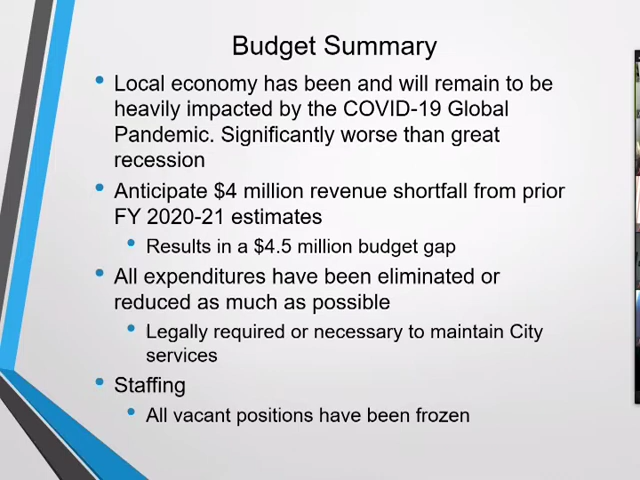 Budget Summary
Local economy has been and will remain to be
heavily impacted by the COVID-19 Global
Pandemic. Significantly worse than great
recession
Anticipate $4 million revenue shortfall from prior
FY 2020-21 estimates
Results in a $4.5 million budget gap
All expenditures have been eliminated or
reduced as much as possible
Legally required or necessary to maintain City
services
Staffing
All vacant positions have been frozen